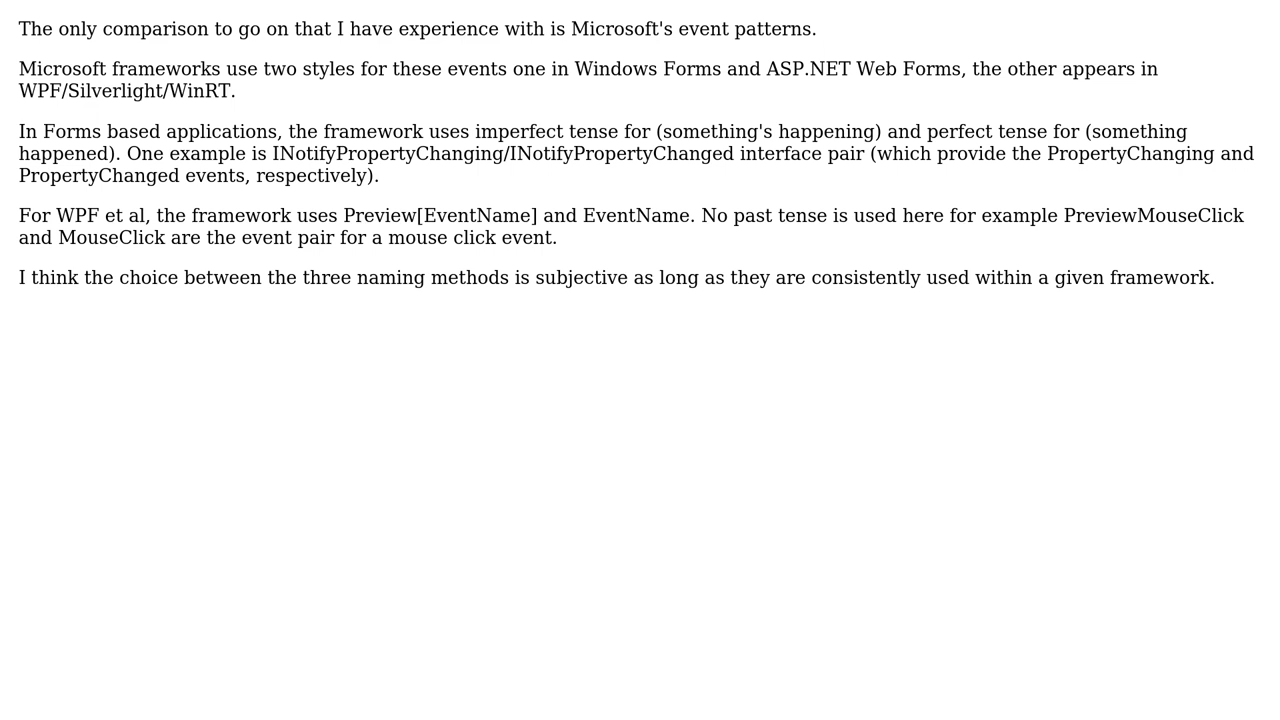 The only comparison to go on that I have experience with is Microsoft's event patterns.
Microsoft frameworks use two styles for these events one in Windows Forms and ASP.NET Web Forms, the other appears in
WPF/Silverlight/WinRT.
In Forms based applications, the framework uses imperfect tense for (something's happening) and perfect tense for (something
happened). One example is INotifyPropertyChanging/INotifyPropertyChanged interface pair (which provide the PropertyChanging and
PropertyChanged events, respectively).
For WPF et al, the framework uses Preview[EventName] and EventName. No past tense is used here for example PreviewMouseClick
and MouseClick are the event pair for a mouse click event.
I think the choice between the three naming methods is subjective as long as they are consistently used within a given framework.